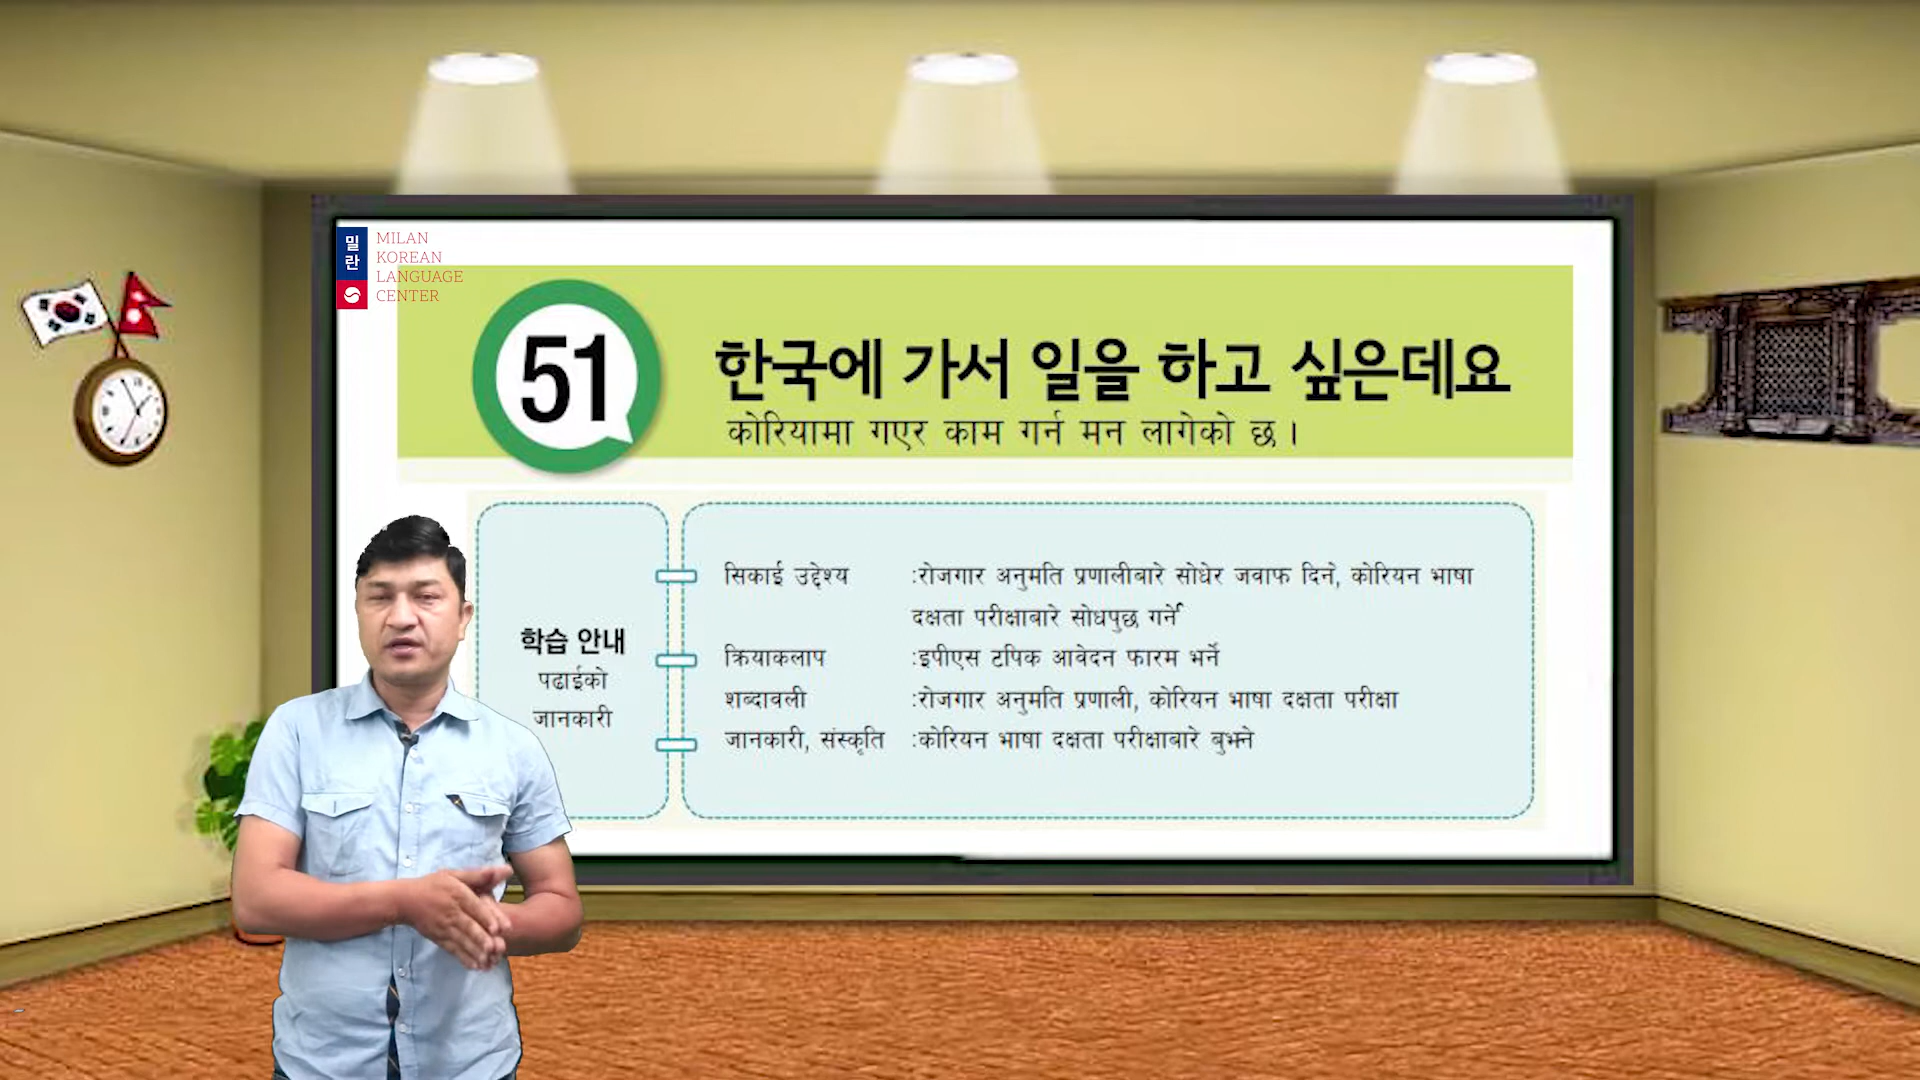 밀란
MILAN
KOREAN
LANGUAGE
CENTER
51
한국에 가서 일을 하고 싶은데요
कोरियामा गएर काम गर्न मन लागेको छ ।
学習 안내
पढाईको
जानकारी
सिकाई उद्देश्य :रोजगार अनुमति प्रणालीबारे सोधेर जवाफ दिने, कोरियन भाषा
दक्षता परीक्षाबारे सोधपुछ गर्ने
क्रियाकलाप :इपीएस टपिक आवेदन फारम भर्ने
शब्दावली :रोजगार अनुमति प्रणाली, कोरियन भाषा दक्षता परीक्षा
जानकारी, संस्कृति :कोरियन भाषा दक्षता परीक्षाबारे बुझ्ने